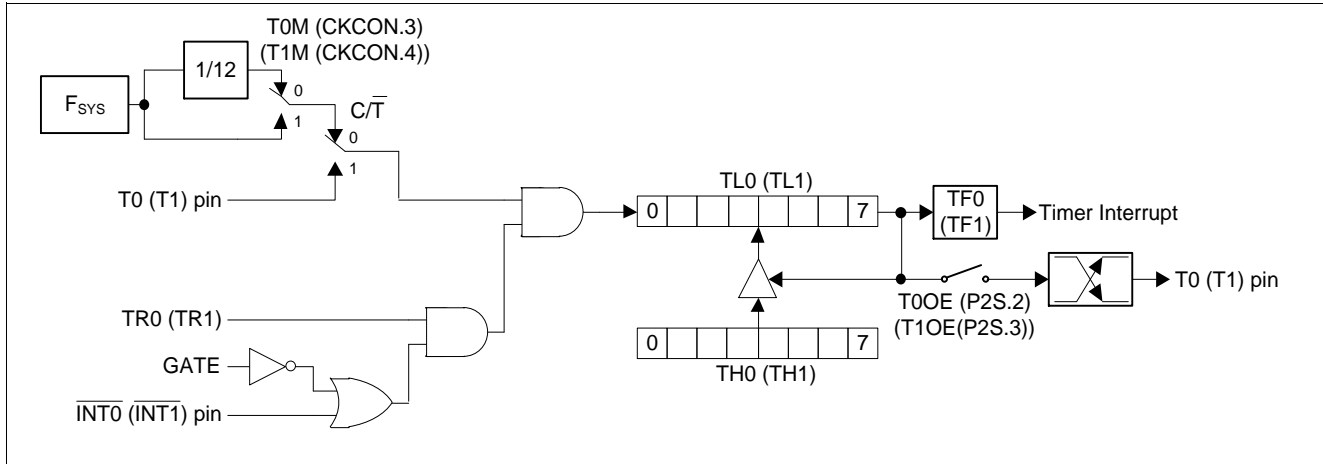 T0M (CKCON.3)
(T1M (CKCON.4))
1/12
FSYS
0
1
C/T̅
0
1
T0 (T1) pin
TL0 (TL1)
0 7
TF0
(TF1)
Timer Interrupt
T0OE (P2S.2)
(T1OE(P2S.3))
T0 (T1) pin
TR0 (TR1)
0 7
TH0 (TH1)
GATE
I̅N̅T̅0̅ (I̅N̅T̅1̅) pin